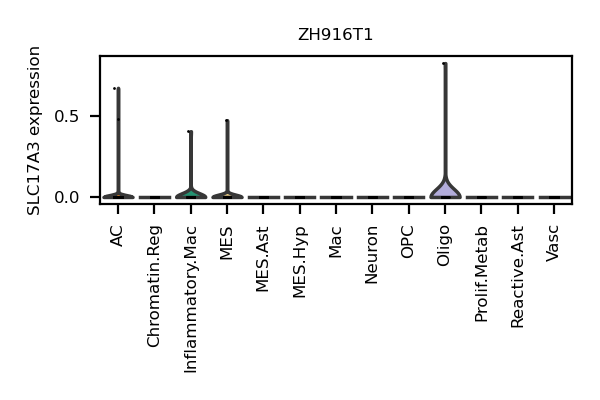 ZH916T1
SLC17A3 expression
0.5
0.0
AC
Chromatin.Reg
Inflammatory.Mac
MES
MES.Ast
MES.Hyp
Mac
Neuron
OPC
Oligo
Prolif.Metab
Reactive.Ast
Vasc